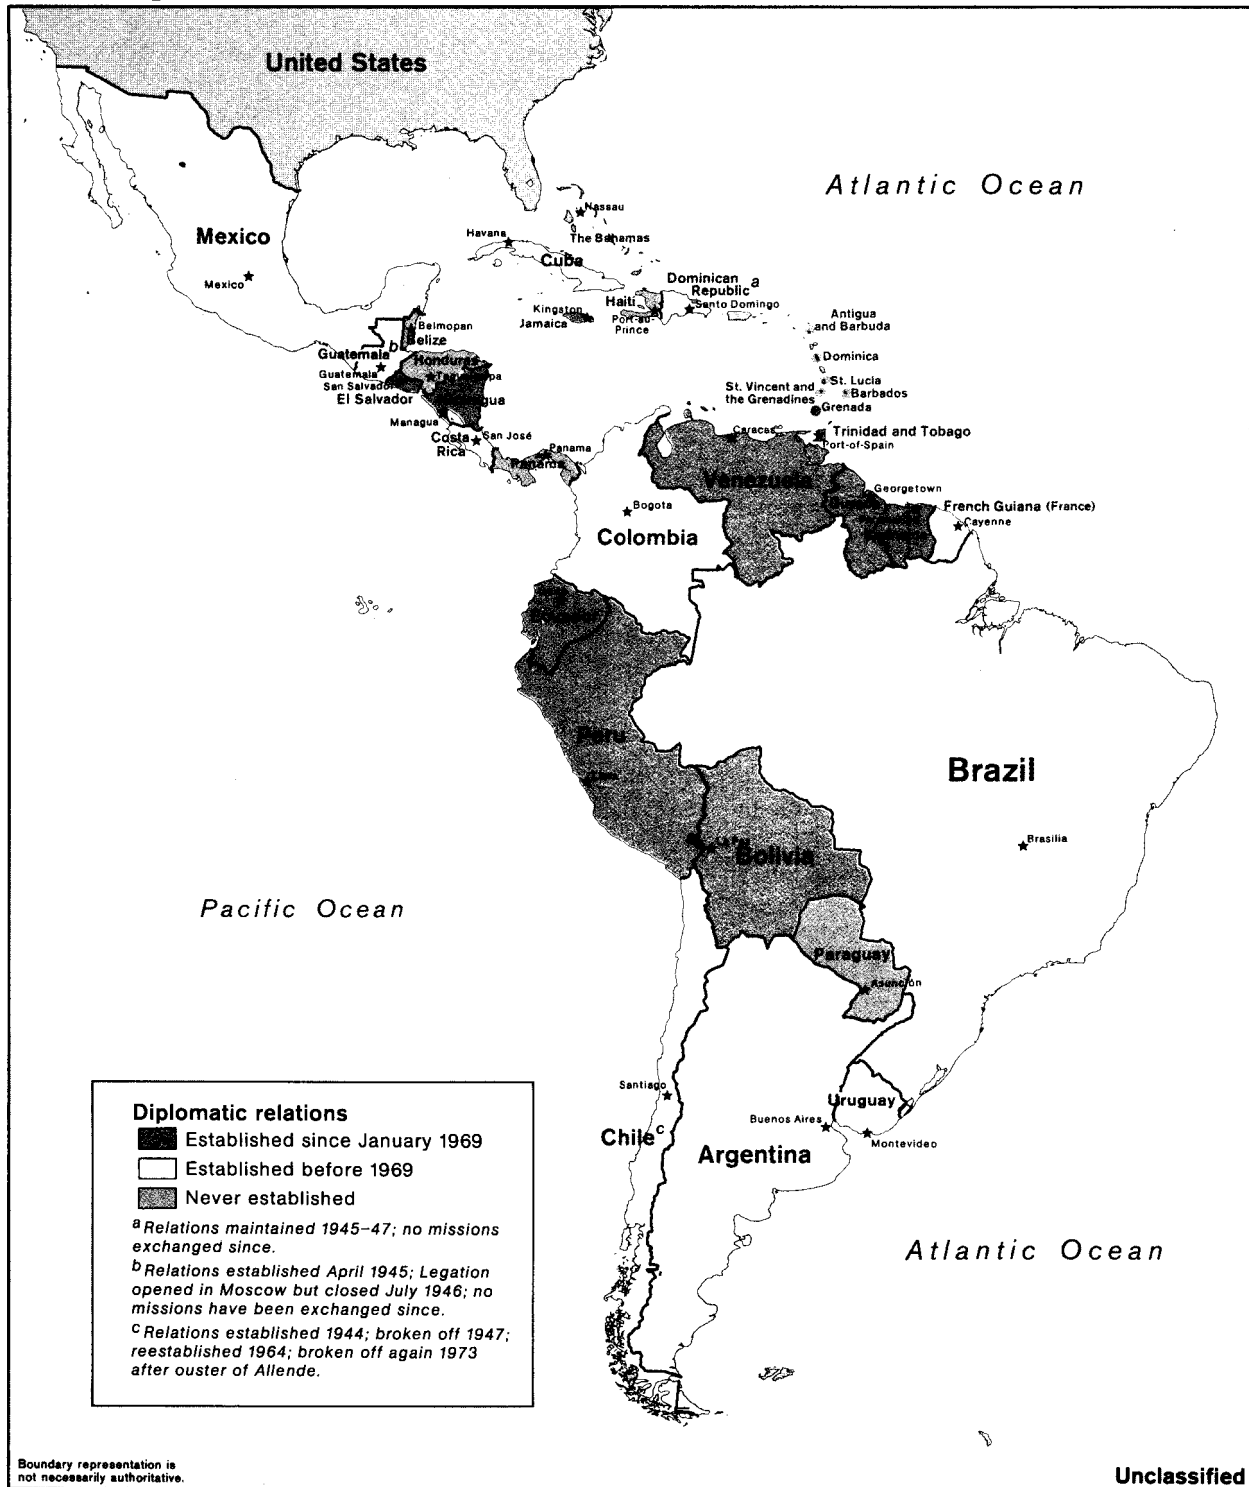 United States
Atlantic Ocean
Nassau
Havana
The Bahamas
Mexico
Cuba
Mexico
Dominican
Republic a
Haiti
Santo Domingo
Kingston
Port-au-
Prince
Jamaica
Antigua
and Barbuda
Belmopan
Belize
b
Guatemala
Honduras
Dominica
Guatemala
San Salvador
El Salvador
St. Lucia
St. Vincent and
the Grenadines
Barbados
Grenada
Managua
Costa
Rica
San José
Caracas
Trinidad and Tobago
Port-of-Spain
Panama
Panama
Venezuela
Georgetown
Bogota
French Guiana (France)
Cayenne
Colombia
Peru
Brazil
Brasilia
Bolivia
Pacific Ocean
Paraguay
Asunción
Santiago
Uruguay
Buenos Aires
Chile c
Montevideo
Argentina
Atlantic Ocean
Diplomatic relations
Established since January 1969
Established before 1969
Never established
a Relations maintained 1945–47; no missions
exchanged since.
b Relations established April 1945; Legation
opened in Moscow but closed July 1946; no
missions have been exchanged since.
c Relations established 1944; broken off 1947;
reestablished 1964; broken off again 1973
after ouster of Allende.
Boundary representation is
not necessarily authoritative.
Unclassified